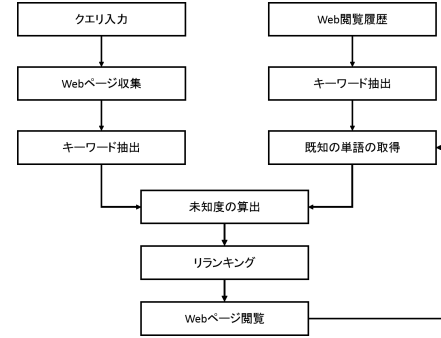 クエリ入力
Web閲覧履歴
Webページ収集
キーワード抽出
キーワード抽出
既知の単語の取得
未知度の算出
リランキング
Webページ閲覧